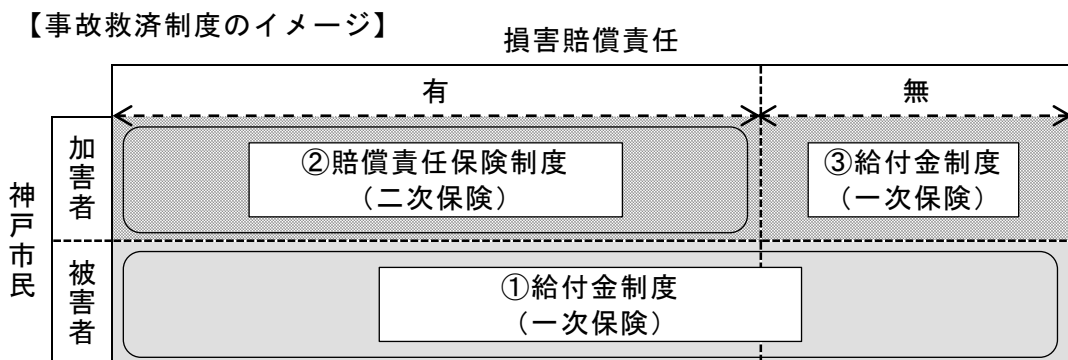 【事故救済制度のイメージ】
損害賠償責任
有
無
神戸市民
加害者
②賠償責任保険制度
（二次保険）
③給付金制度
（一次保険）
被害者
①給付金制度
（一次保険）